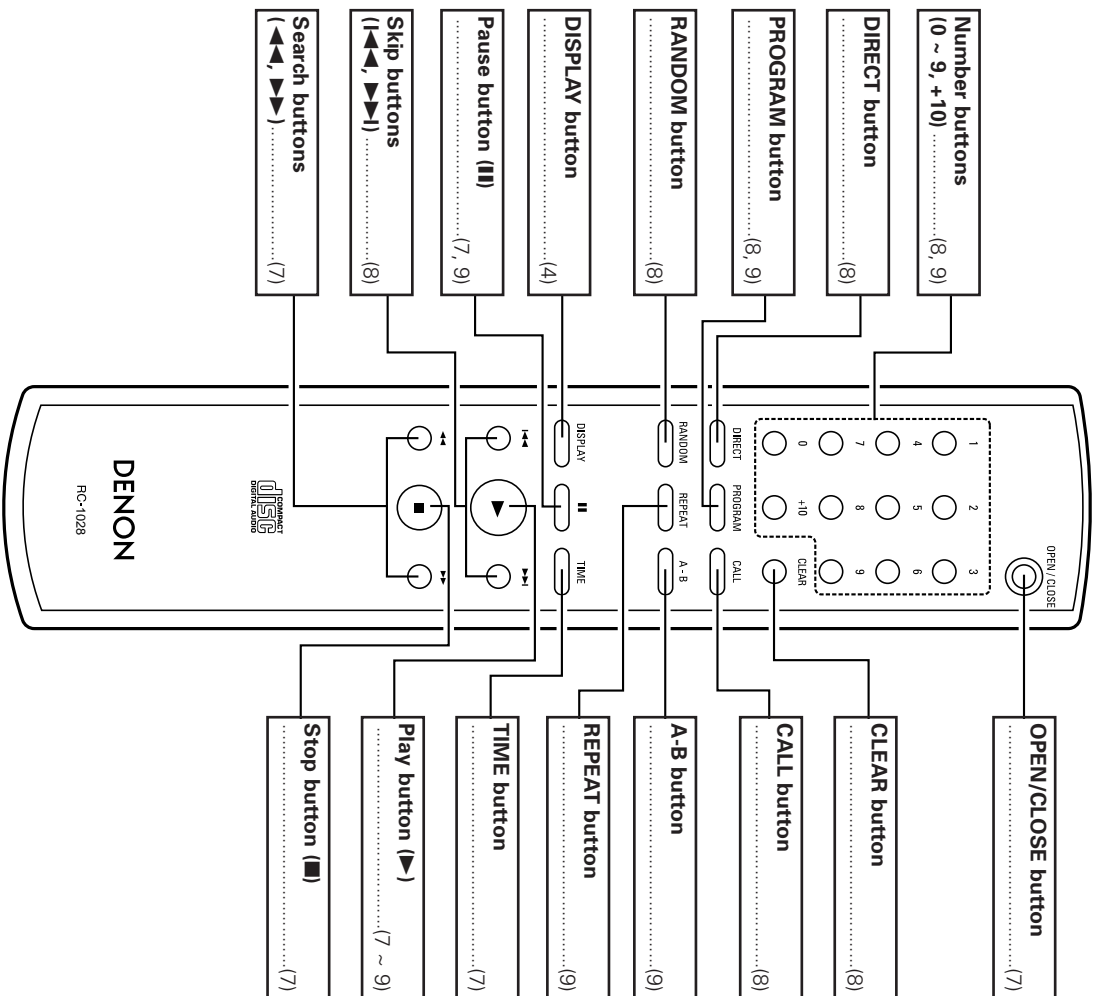 Number buttons
(0 ~ 9, +10) ..................(8, 9)
DIRECT button
..............................(8)
PROGRAM button
..............................(8, 9)
RANDOM button
..............................(8)
DISPLAY button
..............................(4)
Pause button (❚❚)
..............................(7, 9)
Skip buttons
(I◀◀, ▶▶I) ..................(8)
Search buttons
(◀◀, ▶▶) ..................(7)
OPEN / CLOSE
1 2 3
4 5 6
7 8 9
0 +10 CLEAR
DIRECT PROGRAM CALL
RANDOM REPEAT A - B
DISPLAY ❚❚ TIME
I◀◀ ▶ ▶▶I
◀◀ ■ ▶▶
COMPACT
disc
DIGITAL AUDIO
DENON
RC-1028
OPEN/CLOSE button
..............................(7)
CLEAR button
..............................(8)
CALL button
..............................(8)
A-B button
..............................(9)
REPEAT button
..............................(9)
TIME button
..............................(7)
Play button (▶)
..............................(7 ~ 9)
Stop button (■)
..............................(7)